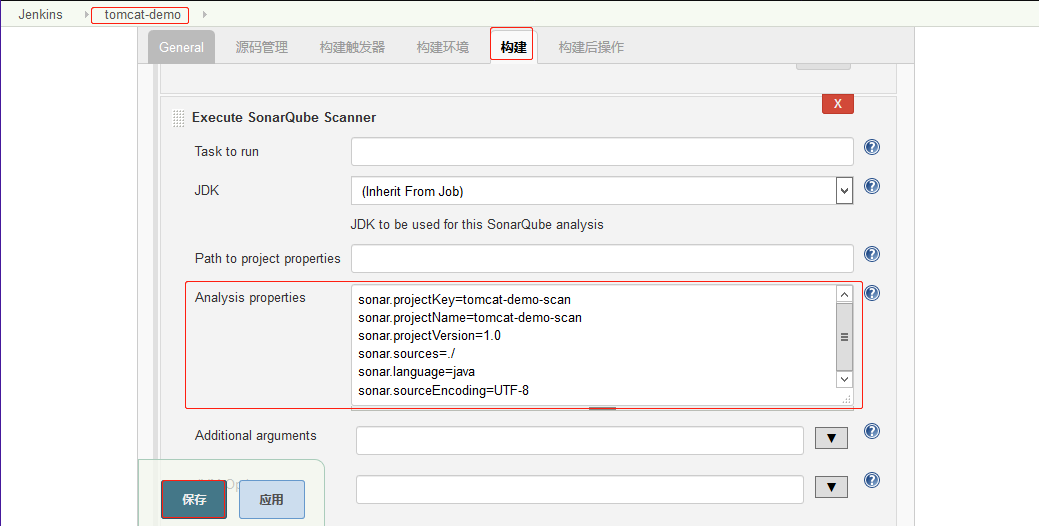 Jenkins tomcat-demo
General 源码管理 构建触发器 构建环境 构建 构建后操作
X
Execute SonarQube Scanner
Task to run
JDK (Inherit From Job)
JDK to be used for this SonarQube analysis
Path to project properties
Analysis properties
sonar.projectKey=tomcat-demo-scan
sonar.projectName=tomcat-demo-scan
sonar.projectVersion=1.0
sonar.sources=./
sonar.language=java
sonar.sourceEncoding=UTF-8
Additional arguments
保存 应用